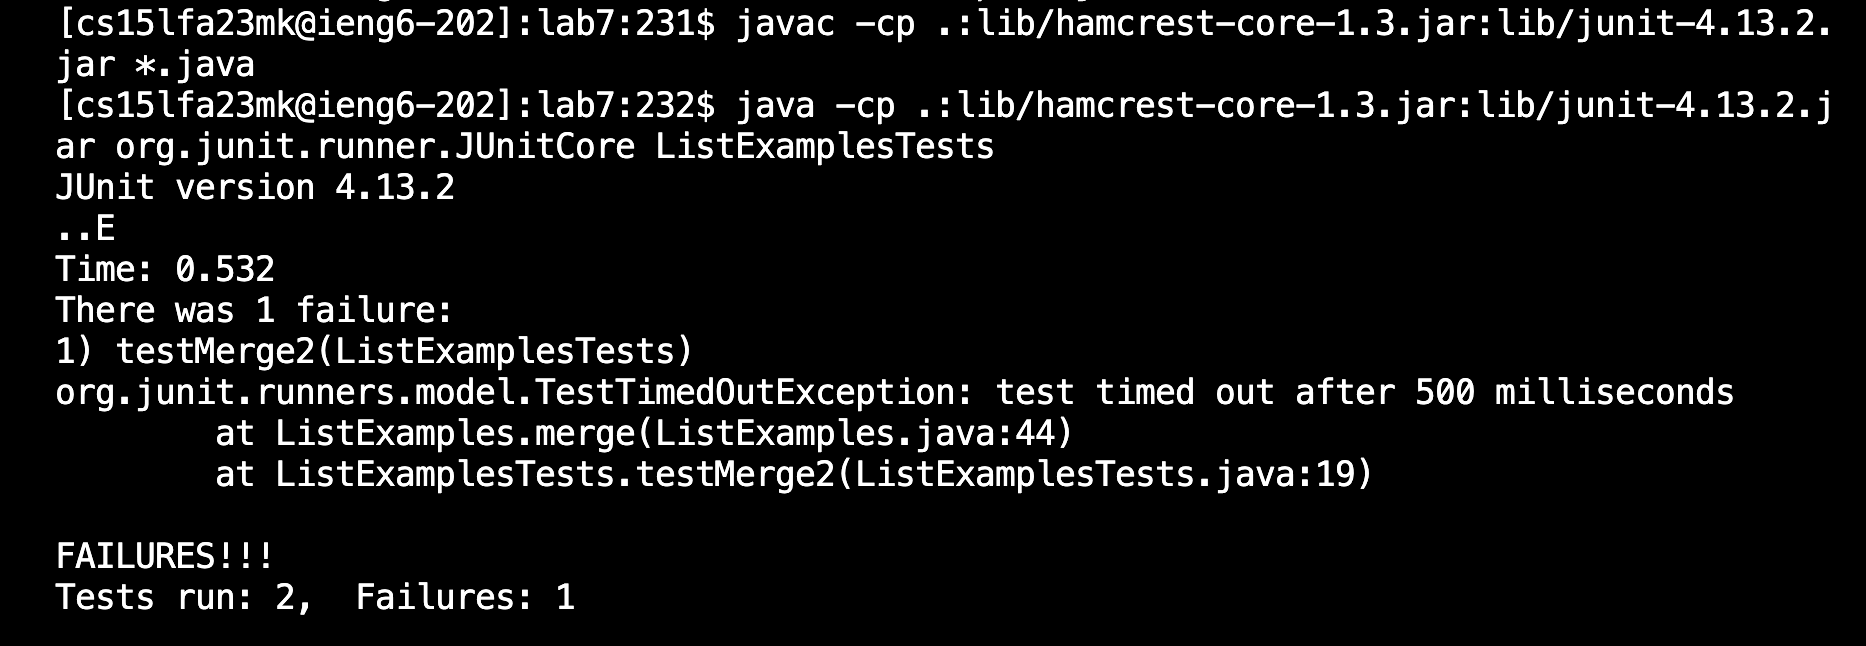 [cs15lfa23mk@ieng6-202]:lab7:231$ javac -cp .:lib/hamcrest-core-1.3.jar:lib/junit-4.13.2.
jar *.java
[cs15lfa23mk@ieng6-202]:lab7:232$ java -cp .:lib/hamcrest-core-1.3.jar:lib/junit-4.13.2.j
ar org.junit.runner.JUnitCore ListExamplesTests
JUnit version 4.13.2
..E
Time: 0.532
There was 1 failure:
1) testMerge2(ListExamplesTests)
org.junit.runners.model.TestTimedOutException: test timed out after 500 milliseconds
        at ListExamples.merge(ListExamples.java:44)
        at ListExamplesTests.testMerge2(ListExamplesTests.java:19)

FAILURES!!!
Tests run: 2,  Failures: 1